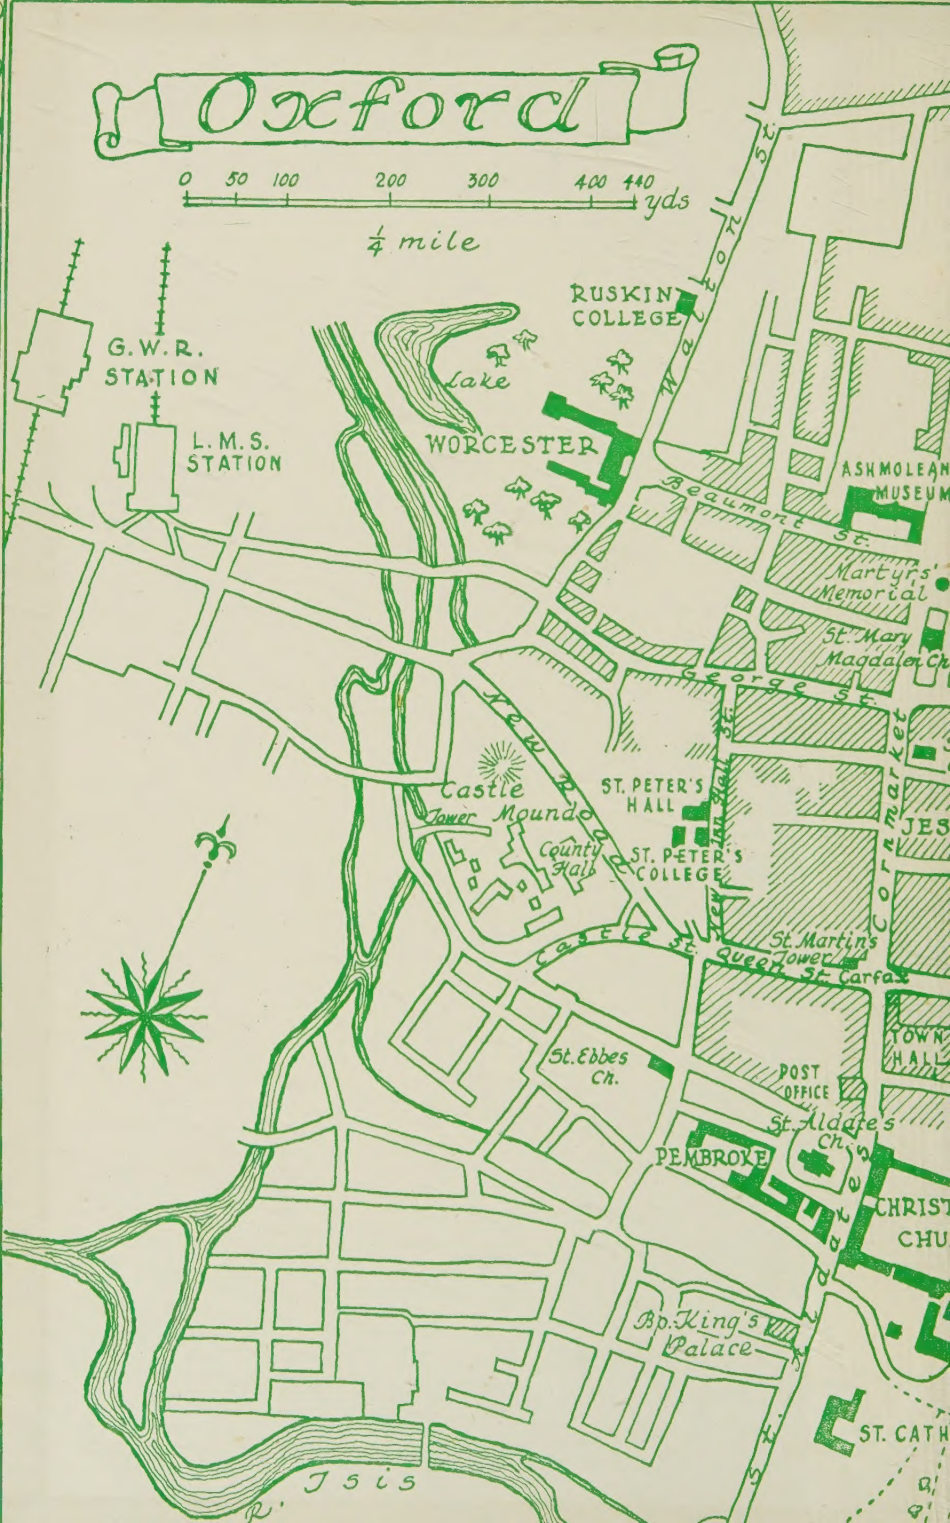 Oxford
0 50 100 200 300 400 440
yds
¼ mile
Walton St.
RUSKIN
COLLEGE
G.W.R.
STATION
L.M.S.
STATION
Lake
WORCESTER
ASHMOLEAN
MUSEUM
Beaumont St.
Martyrs'
Memorial
St. Mary
Magdalen Ch
George St.
New Road
Castle
Mound
Tower
County
Hall
ST. PETER'S
HALL
ST. PETER'S
COLLEGE
New Inn Hall St.
Cornmarket
JES
Castle St.
St. Martin's
Tower
Queen St.
Carfax
TOWN
HALL
St. Ebbes
Ch.
POST
OFFICE
St. Aldate's
Ch.
PEMBROKE
CHRIST
CHU
St. Aldates
Bp. King's
Palace
ST. CATH
R. Isis